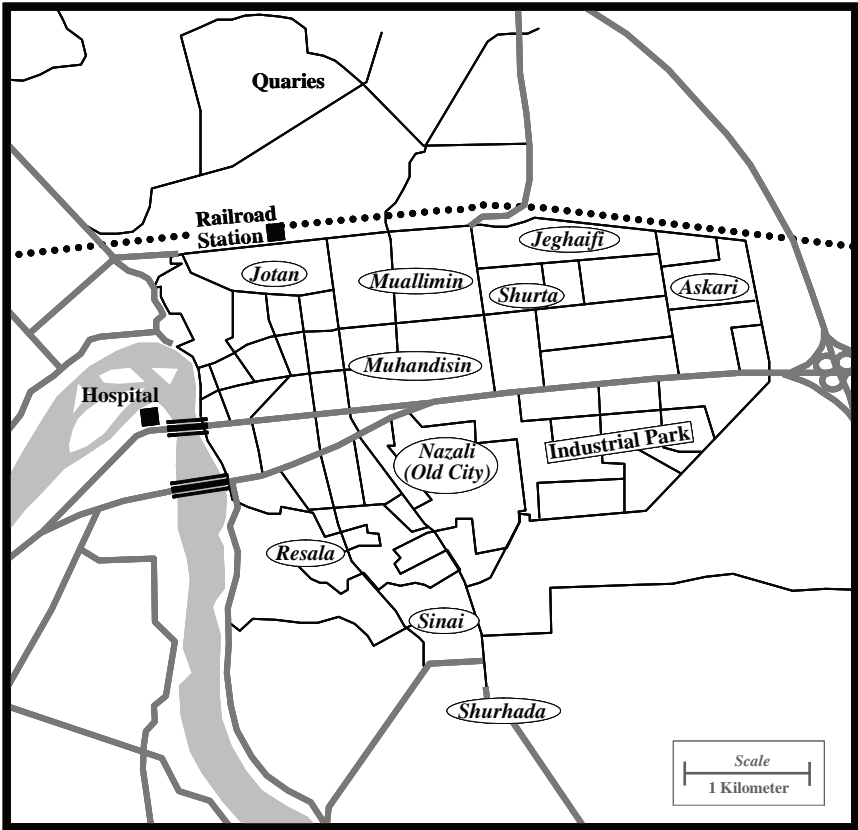 Quaries
Railroad
Station
Jeghaifi
Jotan
Muallimin
Shurta
Askari
Muhandisin
Hospital
Industrial Park
Nazali
(Old City)
Resala
Sinai
Shurhada
Scale
1 Kilometer